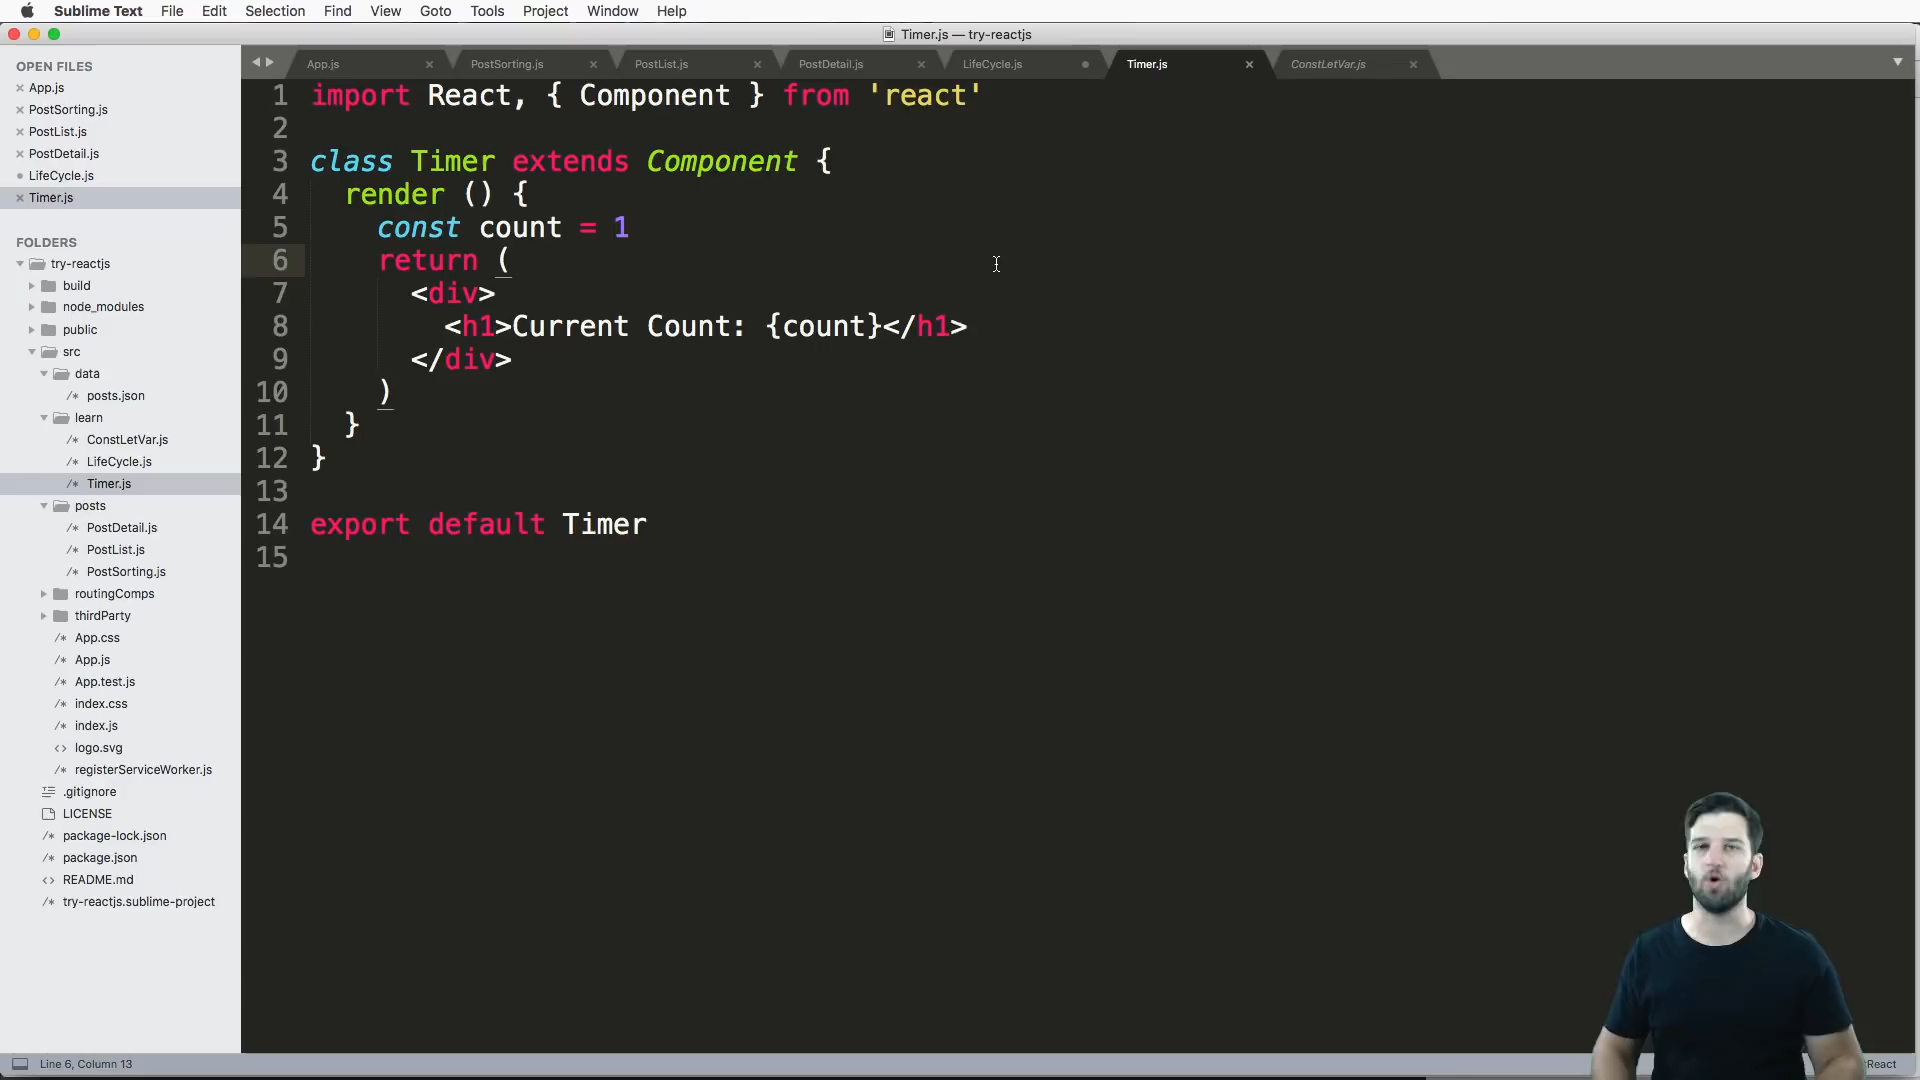 Sublime Text File Edit Selection Find View Goto Tools Project Window Help
Timer.js — try-reactjs
OPEN FILES
App.js
PostSorting.js
PostList.js
PostDetail.js
LifeCycle.js
Timer.js
FOLDERS
try-reactjs
build
node_modules
public
src
data
posts.json
learn
ConstLetVar.js
LifeCycle.js
Timer.js
posts
PostDetail.js
PostList.js
PostSorting.js
routingComps
thirdParty
App.css
App.js
App.test.js
index.css
index.js
logo.svg
registerServiceWorker.js
.gitignore
LICENSE
package-lock.json
package.json
README.md
try-reactjs.sublime-project
App.js PostSorting.js PostList.js PostDetail.js LifeCycle.js Timer.js ConstLetVar.js
1 import React, { Component } from 'react'
2
3 class Timer extends Component {
4 render () {
5 const count = 1
6 return (
7 <div>
8 <h1>Current Count: {count}</h1>
9 </div>
10 )
11 }
12 }
13
14 export default Timer
15
Line 6, Column 13
React